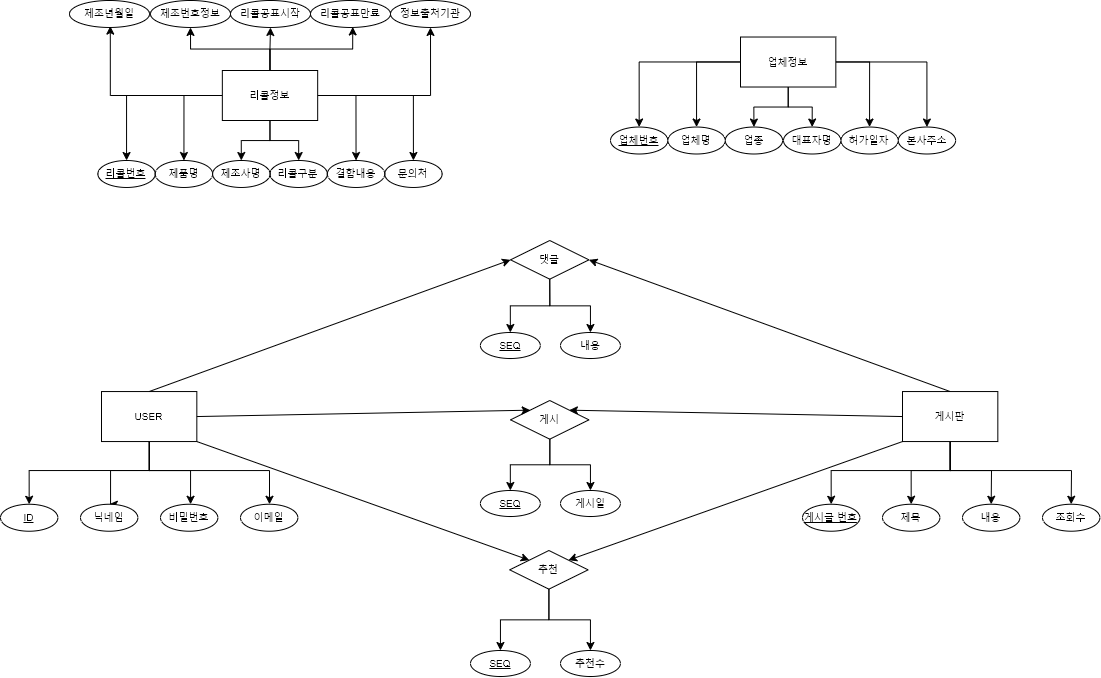 제조년월일
제조번호정보
리콜공표시작
리콜공표만료
정보출처기관
리콜정보
리콜번호
제품명
제조사명
리콜구분
결함내용
문의처
업체정보
업체번호
업체명
업종
대표자명
허가일자
본사주소
댓글
SEQ
내용
USER
게시
게시판
SEQ
게시일
ID
닉네임
비밀번호
이메일
게시글 번호
제목
내용
조회수
추천
SEQ
추천수